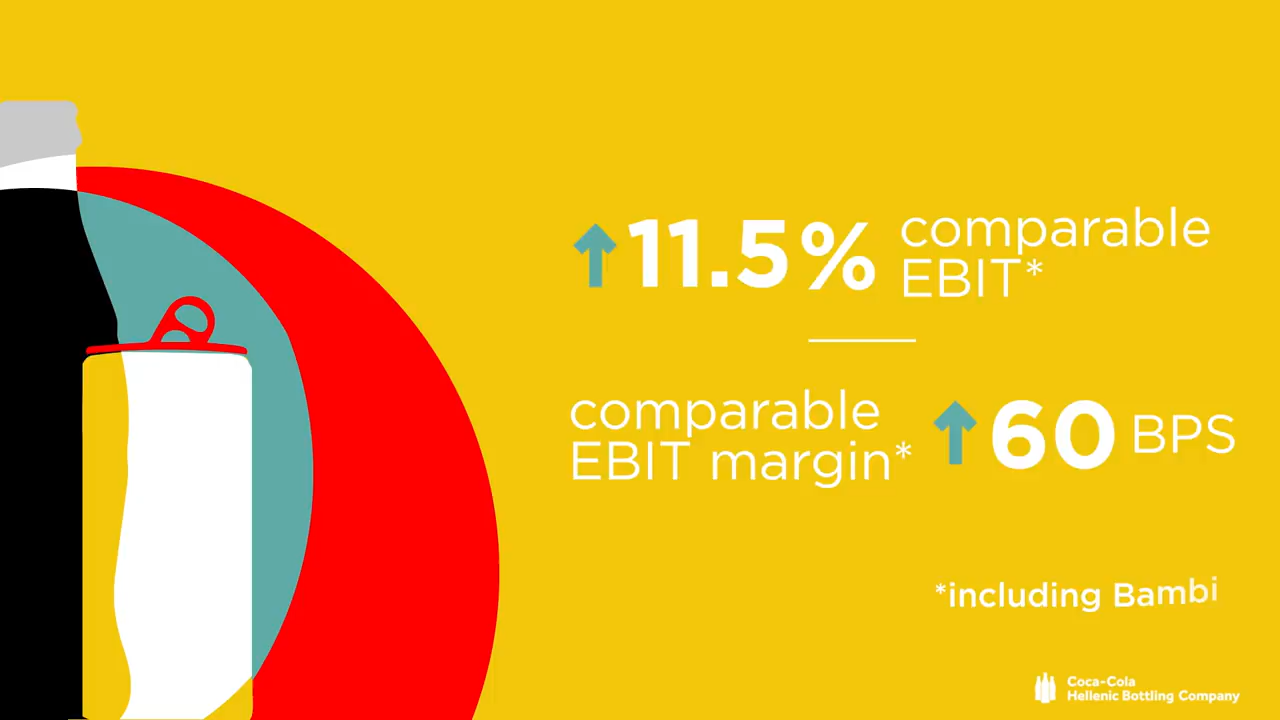 ↑11.5% comparable
EBIT*
comparable
EBIT margin* ↑60 BPS
*including Bambi
Coca-Cola
Hellenic Bottling Company